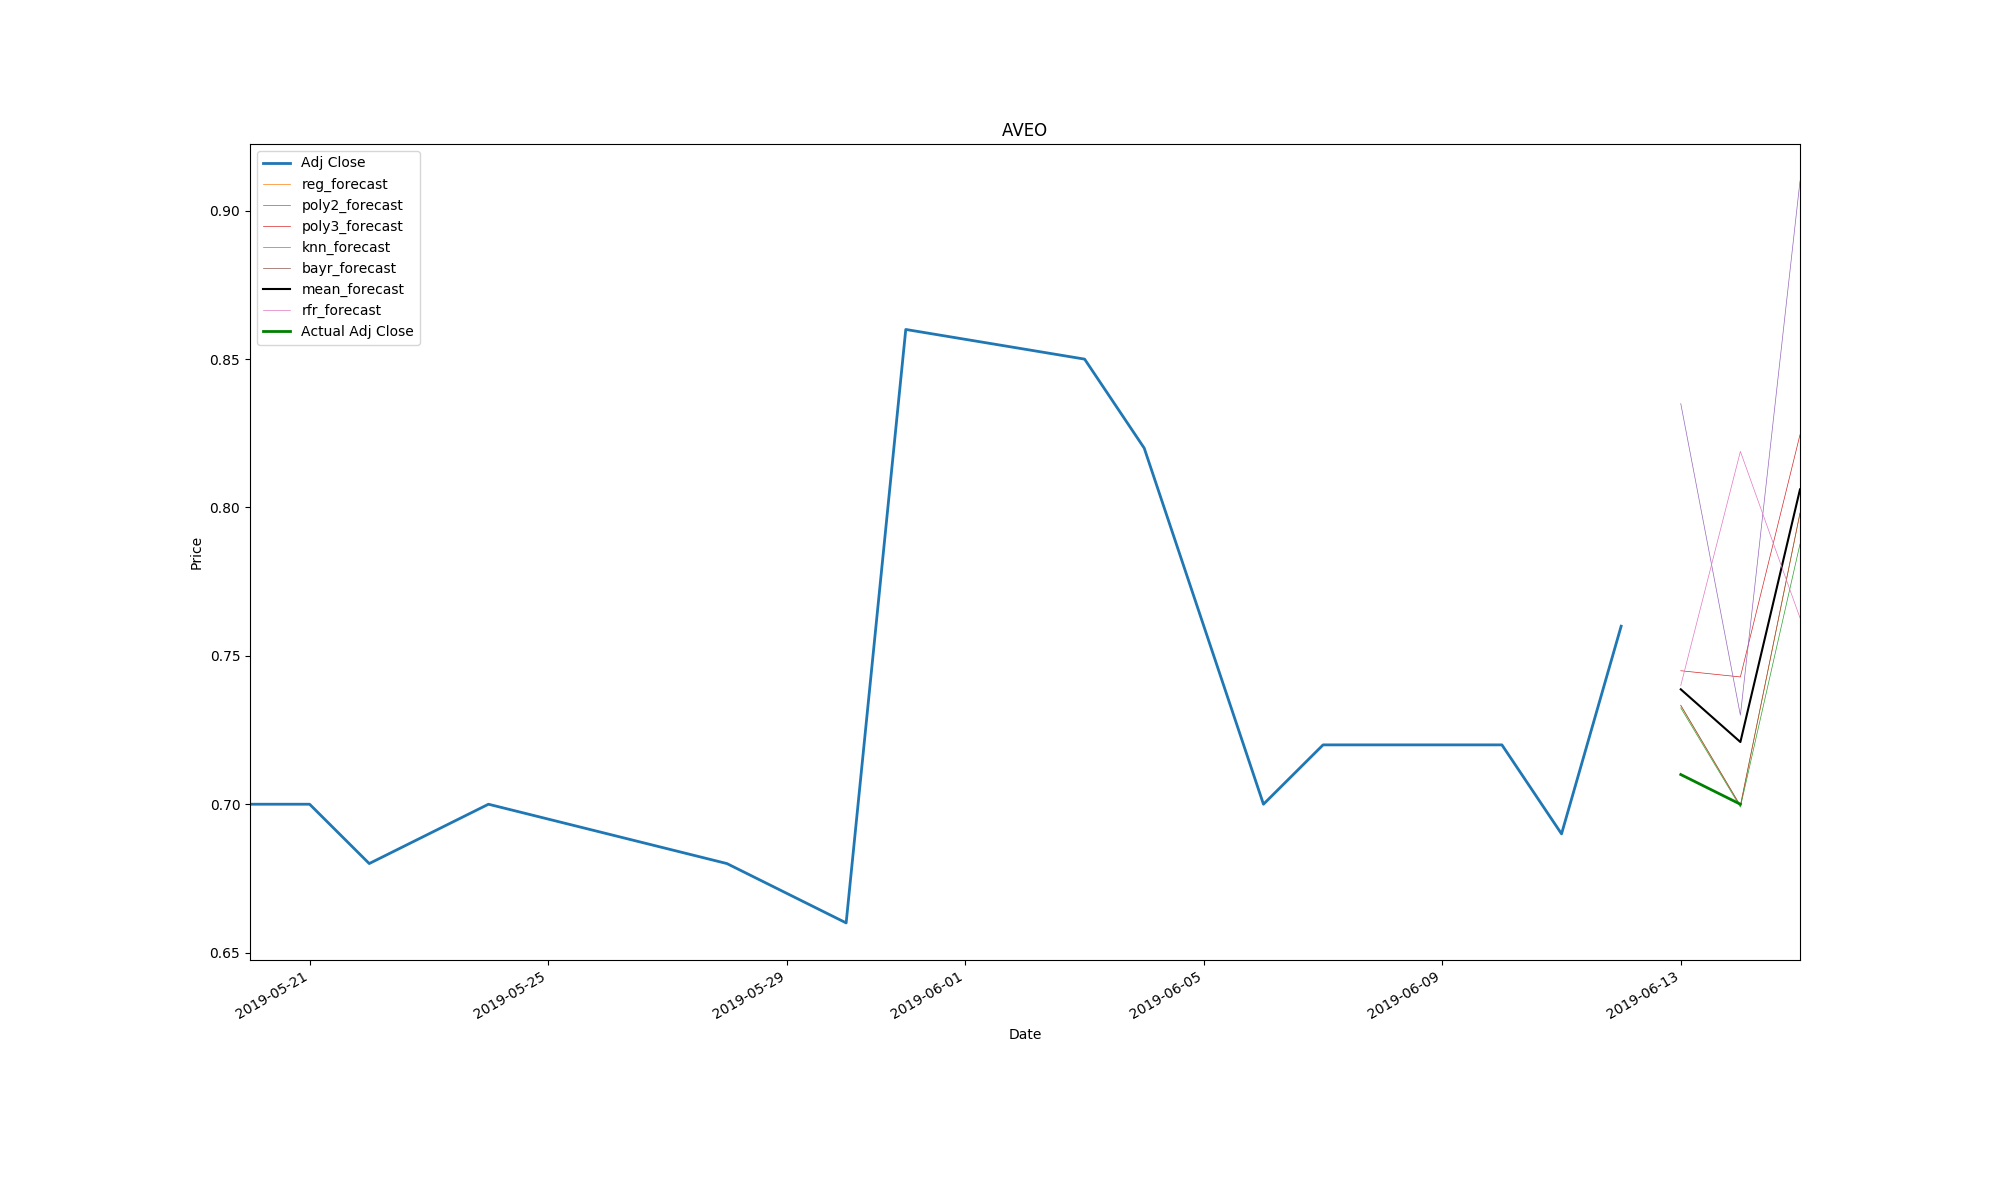 AVEO
Adj Close
reg_forecast
poly2_forecast
poly3_forecast
knn_forecast
bayr_forecast
mean_forecast
rfr_forecast
Actual Adj Close
0.90
0.85
0.80
0.75
0.70
0.65
Price
2019-05-21
2019-05-25
2019-05-29
2019-06-01
2019-06-05
2019-06-09
2019-06-13
Date